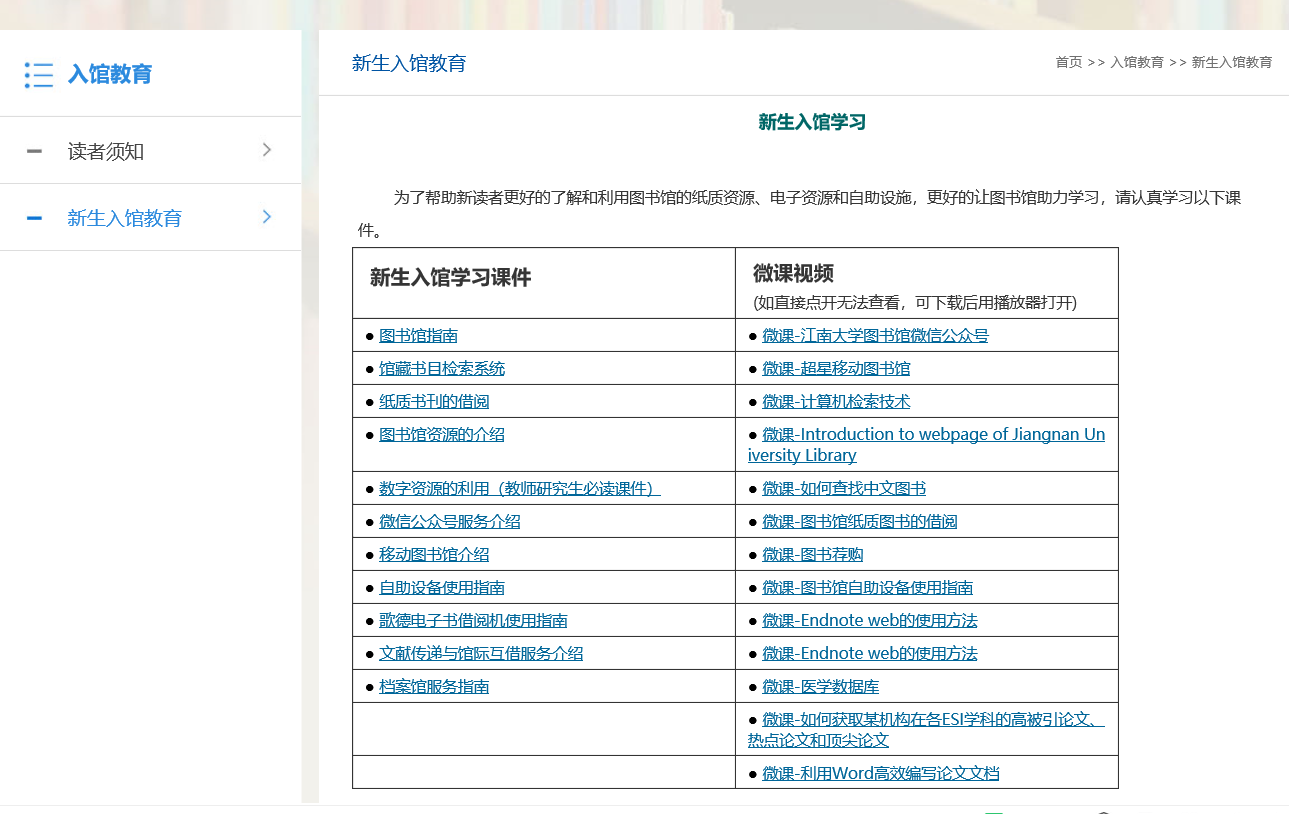 入馆教育
读者须知
新生入馆教育
新生入馆教育
首页 >> 入馆教育 >> 新生入馆教育
新生入馆学习
为了帮助新读者更好的了解和利用图书馆的纸质资源、电子资源和自助设施，更好的让图书馆助力学习，请认真学习以下课
件。
新生入馆学习课件
微课视频
(如直接点开无法查看，可下载后用播放器打开)
● 图书馆指南
● 微课-江南大学图书馆微信公众号
● 馆藏书目检索系统
● 微课-超星移动图书馆
● 纸质书刊的借阅
● 微课-计算机检索技术
● 图书馆资源的介绍
● 微课-Introduction to webpage of Jiangnan Un
iversity Library
● 数字资源的利用（教师研究生必读课件）
● 微课-如何查找中文图书
● 微信公众号服务介绍
● 微课-图书馆纸质图书的借阅
● 移动图书馆介绍
● 微课-图书荐购
● 自助设备使用指南
● 微课-图书馆自助设备使用指南
● 歌德电子书借阅机使用指南
● 微课-Endnote web的使用方法
● 文献传递与馆际互借服务介绍
● 微课-Endnote web的使用方法
● 档案馆服务指南
● 微课-医学数据库
● 微课-如何获取某机构在各ESI学科的高被引论文、
热点论文和顶尖论文
● 微课-利用Word高效编写论文文档